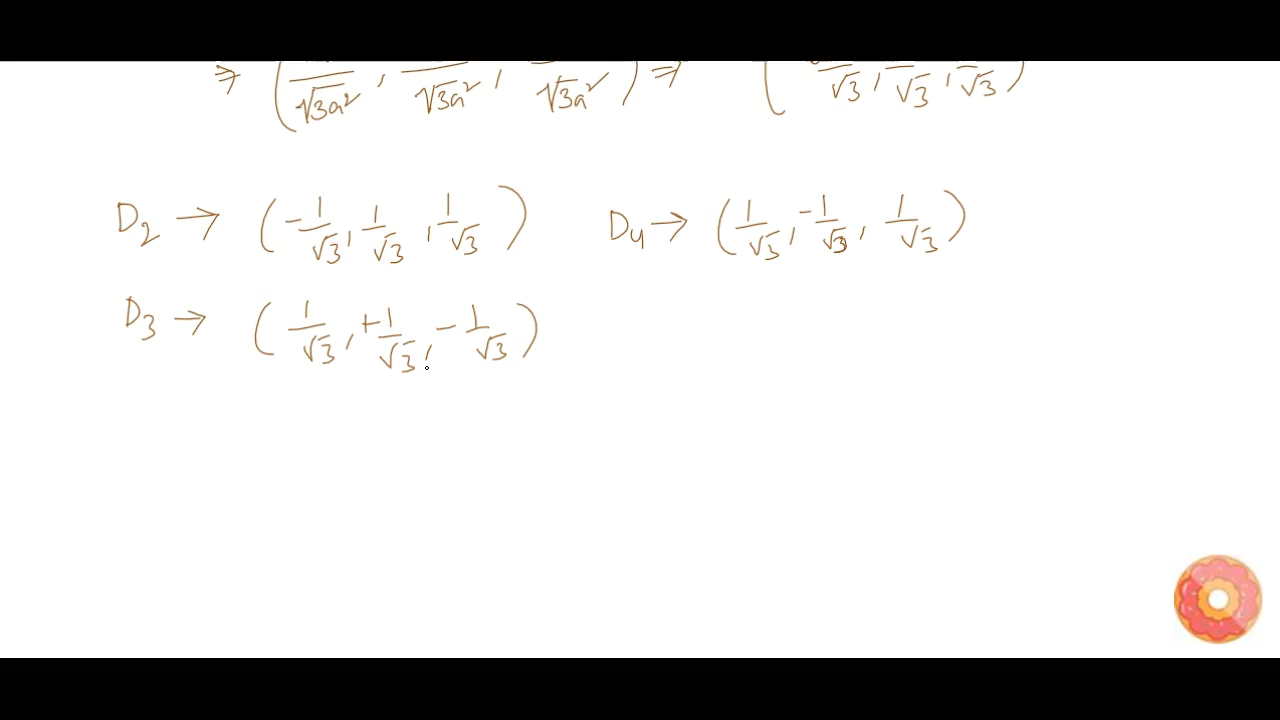 ⇒ ( /√3a², /√3a², /√3a² ) ⇒ ( /√3, /√3, /√3 )
D₂ → (-1/√3, 1/√3, 1/√3) D₄ → (1/√3, -1/√3, 1/√3)
D₃ → (1/√3, +1/√3, -1/√3)